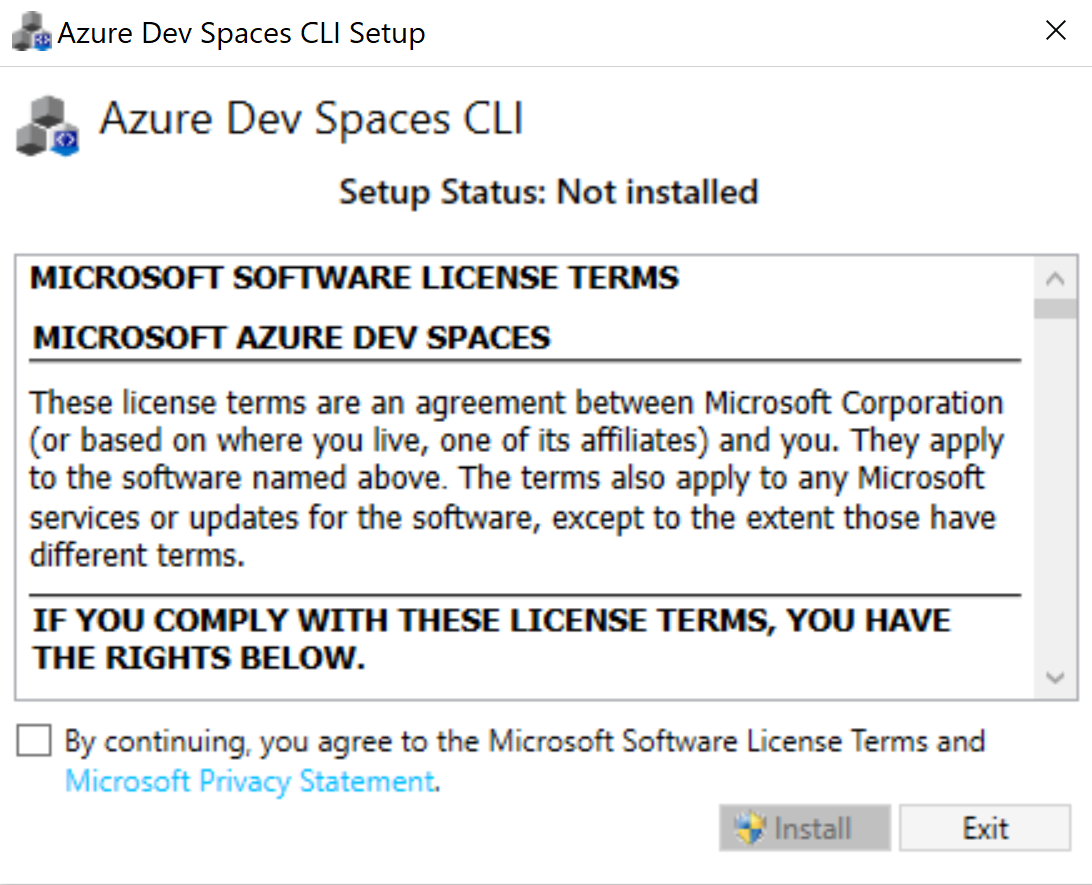 Azure Dev Spaces CLI Setup
Azure Dev Spaces CLI
Setup Status: Not installed
MICROSOFT SOFTWARE LICENSE TERMS
MICROSOFT AZURE DEV SPACES
These license terms are an agreement between Microsoft Corporation
(or based on where you live, one of its affiliates) and you. They apply
to the software named above. The terms also apply to any Microsoft
services or updates for the software, except to the extent those have
different terms.
IF YOU COMPLY WITH THESE LICENSE TERMS, YOU HAVE
THE RIGHTS BELOW.
By continuing, you agree to the Microsoft Software License Terms and
Microsoft Privacy Statement.
Install
Exit